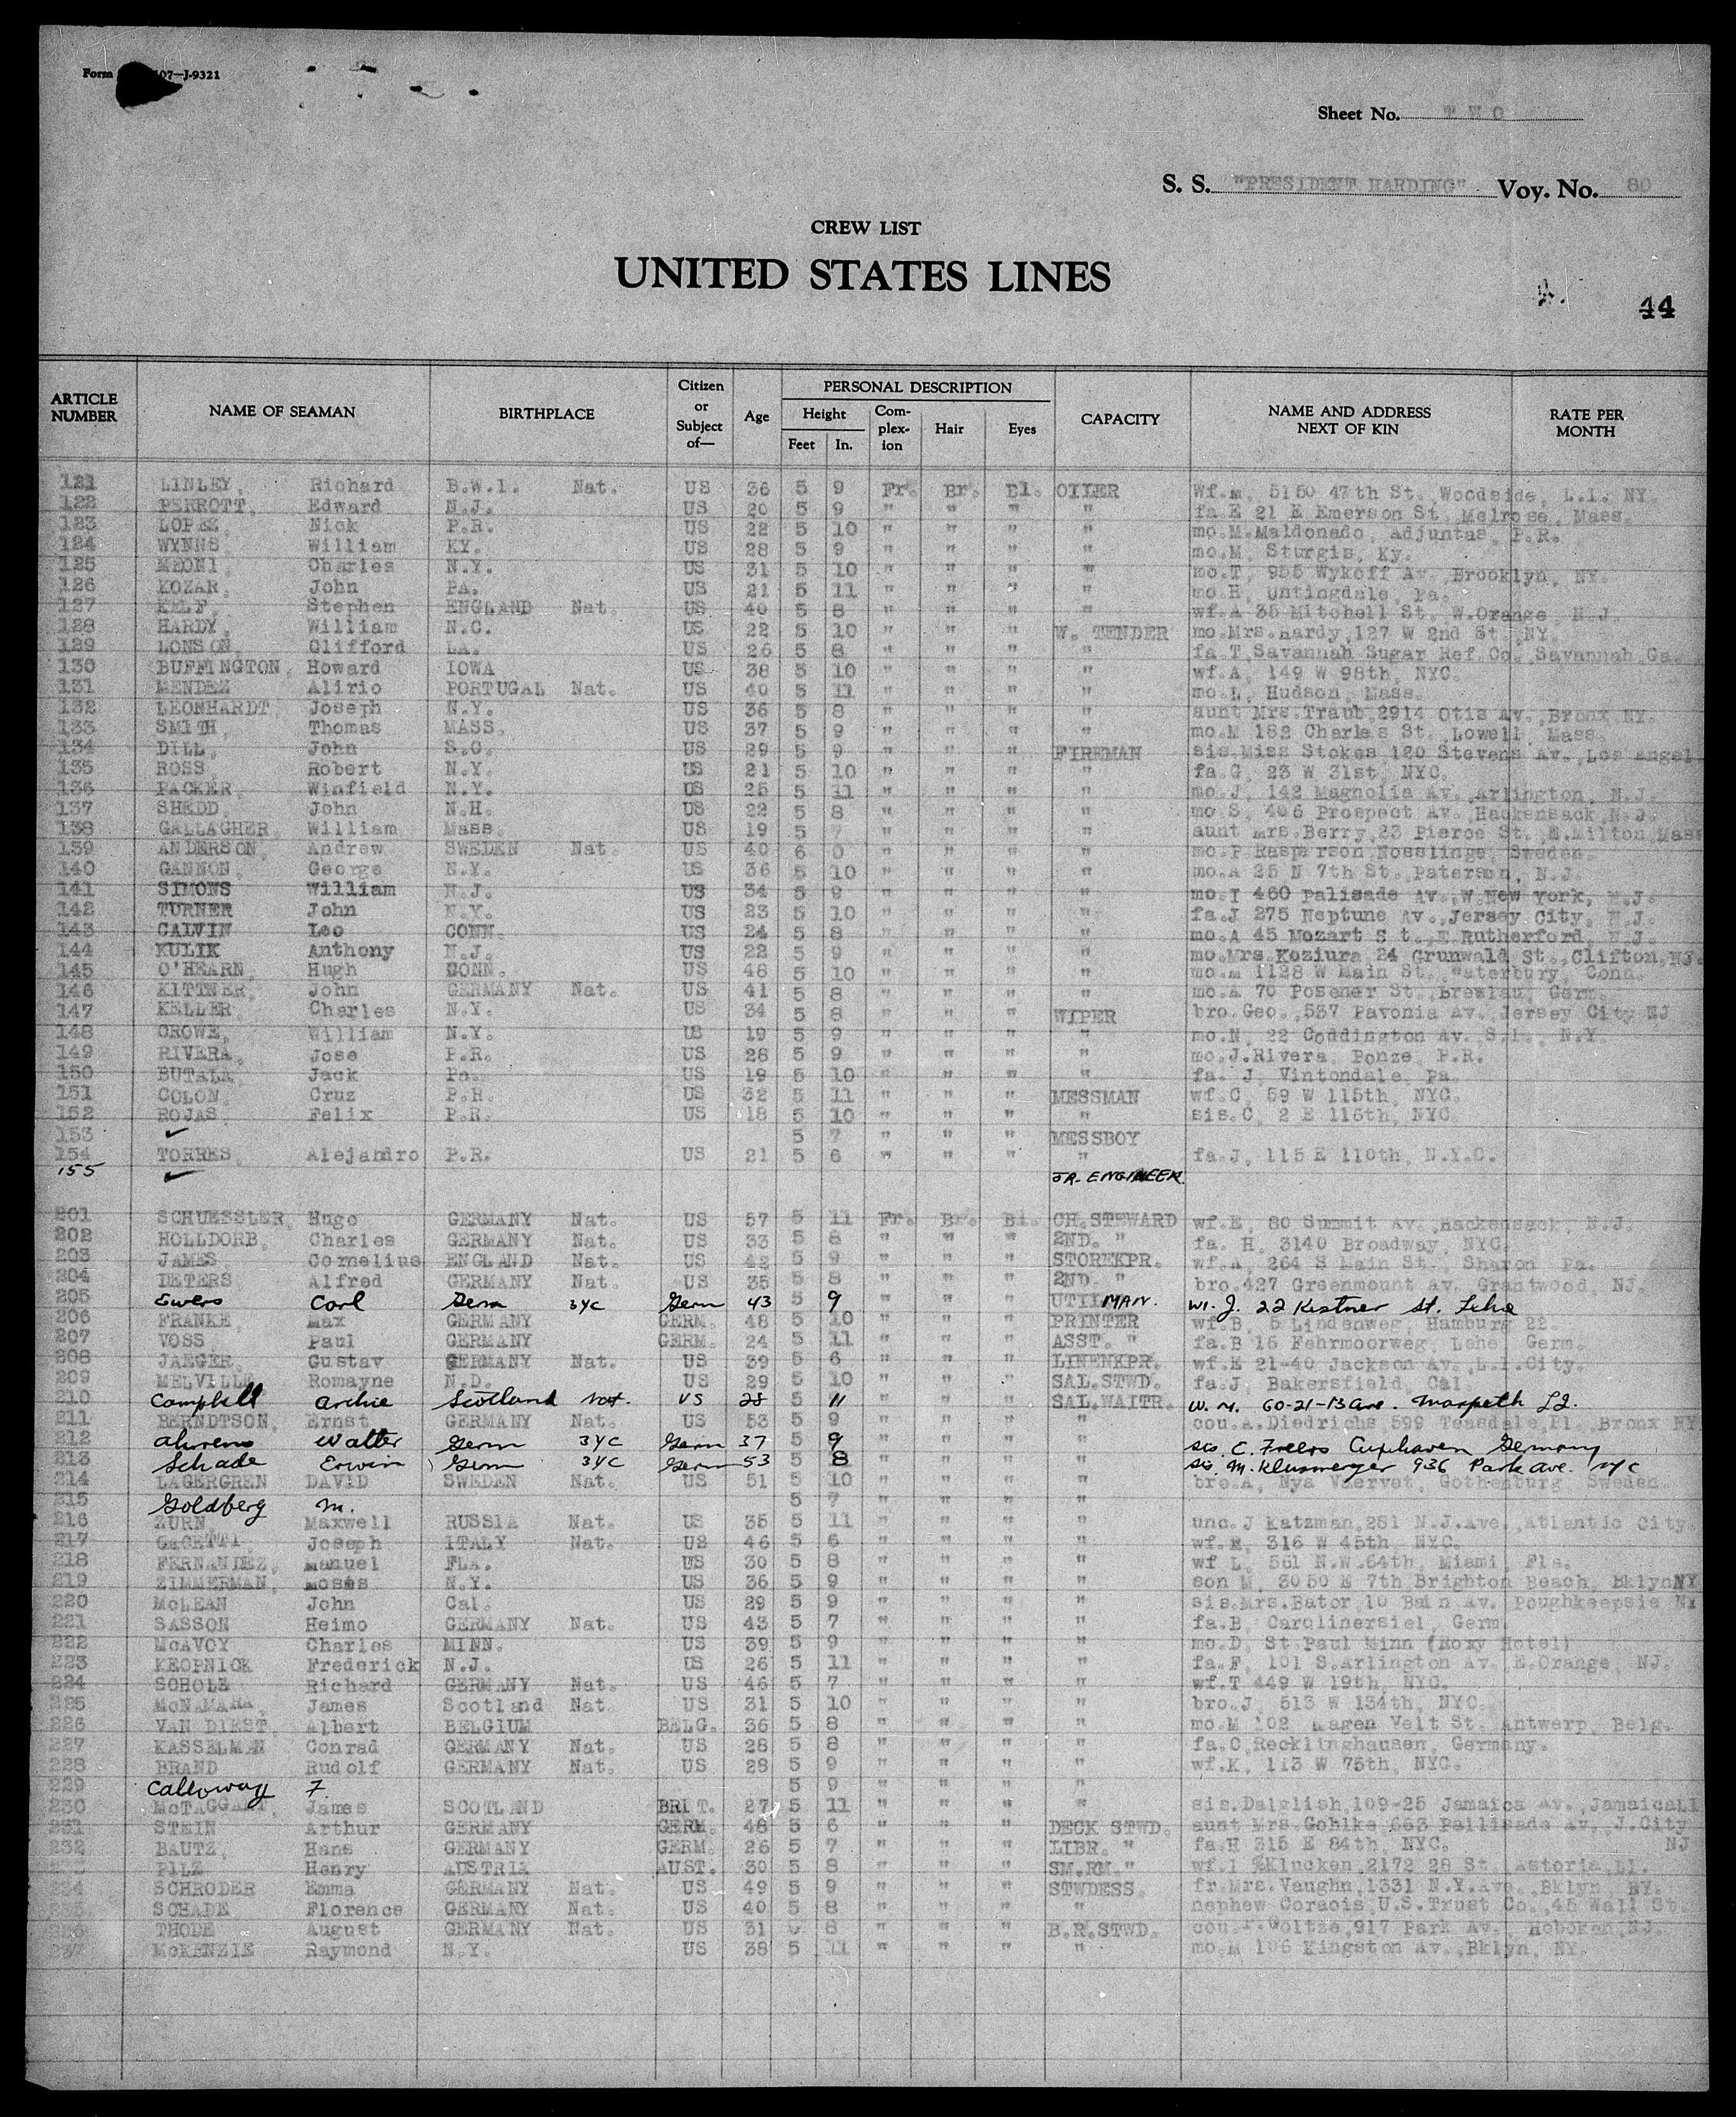 Form 107—J-9321
Sheet No. T W O
S. S. "PRESIDENT HARDING" Voy. No. 80
CREW LIST
UNITED STATES LINES
44
ARTICLE NUMBER NAME OF SEAMAN BIRTHPLACE Citizen or Subject of— Age PERSONAL DESCRIPTION Height Feet In. Complexion Hair Eyes CAPACITY NAME AND ADDRESS NEXT OF KIN RATE PER MONTH
121 LINLEY, Richard B.W.I. Nat. US 36 5 9 Fr. Br. Bl. OILER Wf.M, 5150 47th St. Woodside, L.I. NY.
122 PERROTT, Edward N.J. US 20 5 9 " " " " fa.E 21 E Emerson St. Melrose, Mass.
123 LOPEZ, Nick P.R. US 22 5 10 " " " " mo.M.Maldonado, Adjuntas, P.R.
124 WYNNS William KY. US 28 5 9 " " " " mo.M, Sturgis, Ky.
125 MEONI, Charles N.Y. US 31 5 10 " " " " mo.T, 955 Wykoff Av. Brooklyn, NY.
126 KOZAR, John PA. US 21 5 11 " " " " mo.H, Untingdale, Pa.
127 KELF, Stephen ENGLAND Nat. US 40 5 8 " " " " wf.A 35 Mitchell St. W.Orange N J.
128 HARDY, William N.C. US 22 5 10 " " " W. TENDER mo.Mrs.Hardy,127 W 2nd St. NY.
129 LONSON, Clifford LA. US 26 5 8 " " " " fa.T,Savannah Sugar Ref.Co. Savannah Ga.
130 BUFFINGTON, Howard IOWA US 38 5 10 " " " " wf.A, 149 W 98th, NYC.
131 MENDEZ Alirio PORTUGAL Nat. US 40 5 11 " " " " mo.L, Hudson, Mass.
132 LEONHARDT, Joseph N.Y. US 36 5 8 " " " " aunt Mrs.Traub,2914 Otis Av.,Bronx NY.
133 SMITH, Thomas MASS. US 37 5 9 " " " " mo.M 182 Charles St. Lowell, Mass.
134 DILL, John S.C. US 29 5 9 " " " FIREMAN sis.Miss Stokes 120 Stevens Av.,Los Angel
135 ROSS, Robert N.Y. US 21 5 10 " " " " fa.G, 23 W 31st, NYC.
136 PACKER, Winfield N.Y. US 25 5 11 " " " " mo.J, 142 Magnolia Av. Arlington, N.J.
137 SHEDD, John N.H. US 22 5 8 " " " " mo.S, 406 Prospect Av. Hackensack,N.J.
138 GALLAGHER, William Mass. US 19 5 7 " " " " aunt Mrs.Berry,23 Pierce St. E.Milton,Mass
139 ANDERSON, Andrew SWEDEN Nat. US 40 6 0 " " " " mo.P Rasperson Nosslinge, Sweden.
140 GANNON, George N.Y. US 36 5 10 " " " " mo.A 25 N 7th St. Paterson, N.J.
141 SIMONS William N.J. US 34 5 9 " " " " mo.I 460 Palisade Av.,W.New York, N.J.
142 TURNER John N.Y. US 23 5 10 " " " " fa.J 275 Neptune Av.,Jersey City, N.J.
143 CALVIN Leo CONN. US 24 5 8 " " " " mo.A 45 Mozart S t.,E.Rutherford, N.J.
144 KULIK Anthony N.J. US 22 5 9 " " " " mo.Mrs.Koziura 24 Grunwald St.,Clifton,NJ.
145 O'HEARN, Hugh CONN. US 48 5 10 " " " " mo.M 1128 W Main St. Waterbury, Conn.
146 KITTNER, John GERMANY Nat. US 41 5 8 " " " " mo.A 70 Posener St.,Breslau, Germ.
147 KELLER, Charles N.Y. US 34 5 8 " " " WIPER bro.Geo.,537 Pavonia Av. Jersey City NJ
148 CROWE, William N.Y. US 19 5 9 " " " " mo.N, 22 Coddington Av. S.I. N.Y.
149 RIVERA, Jose P.R. US 28 5 9 " " " " mo.J.Rivera, Ponze, P.R.
150 BUTALA, Jack Pa. US 19 5 10 " " " " fa. J, Vintondale, Pa.
151 COLON, Cruz P.R. US 32 5 11 " " " MESSMAN wf.C, 59 W 115th, NYC.
152 ROJAS, Felix P.R. US 18 5 10 " " " " sis.C, 2 E 116th, NYC.
153 ✓ 5 7 " " " MESSBOY
154 TORRES, Alejandro P.R. US 21 5 6 " " " " fa.J, 115 E 110th, N.Y.C.
155 ✓ JR. ENGINEER.
201 SCHUESSLER, Hugo GERMANY Nat. US 57 5 11 Fr. Br. Bl. CH.STEWARD wf.E, 80 Summit Av.,Hackensack, N.J.
202 HOLLDORB, Charles GERMANY Nat. US 33 5 8 " " " 2ND. " fa. H, 3140 Broadway, NYC.
203 JAMES, Cornelius ENGLAND Nat. US 42 5 9 " " " STOREKPR. wf.A, 264 S Main St., Sharon Pa.
204 DETERS Alfred GERMANY Nat. US 35 5 8 " " " 2ND. " bro.427 Greenmount Av. Grantwood, NJ.
205 Ewers Carl Germ 3yc Germ 43 5 9 " " " UTILMAN. Wi. J. 22 Kistner St. Lehe
206 FRANKE, Max GERMANY GERM. 48 5 10 " " " PRINTER wf.B, 5 Lindenweg, Hamburg 22.
207 VOSS Paul GERMANY GERM. 24 5 11 " " " ASST. " fa.B 16 Fehrmoorweg, Lehe, Germ.
208 JAEGER, Gustav GERMANY Nat. US 39 5 6 " " " LINENKPR. wf.E 21-40 Jackson Av.,L.I.City.
209 MELVILLE, Romayne N.D. US 29 5 10 " " " SAL.STWD. fa.J, Bakersfield, Cal.
210 Campbell Archie Scotland Nat. US 28 5 11 " " " SAL.WAITR. W. M. 60-21-13 Ave. Maspeth L.I.
211 BERNDTSON, Ernst GERMANY Nat. US 53 5 9 " " " " cou.A.Diedrichs 599 Teasdale Pl. Bronx NY
212 Ahrens Walter Germ 3yc Germ 37 5 9 " " " " sis. C. Freers Cuxhaven Germany
213 Schade Erwin Germ 3yc Germ 53 5 8 " " " " sis. M. Klusmerger 936 Park Ave. NYC
214 LAGERGREN DAVID SWEDEN Nat. US 51 5 10 " " " " bro.A, Nya Vaervet, Gothenburg, Sweden.
215 Goldberg M. 5 7 " " " "
216 ZURN, Maxwell RUSSIA Nat. US 35 5 11 " " " " unc.J Katzman,281 N.J.Ave.,Atlantic City.
217 Joseph ITALY Nat. US 46 5 6 " " " " wf.E, 316 W 45th, NYC.
218 FERNANDEZ, Manuel FLA. US 30 5 8 " " " " wf L. 561 N.W.64th, Miami, Fla.
219 ZIMMERMAN, Moses N.Y. US 36 5 9 " " " " son M, 3050 E 7th,Brighton Beach, BklynNY
220 McLEAN John Cal. US 29 5 9 " " " " sis.Mrs.Bator 10 Bain Av. Poughkeepsie NY
221 SASSON Heimo GERMANY Nat. US 43 5 7 " " " " fa.B, Carolinersiel, Germ.
222 McAVOY Charles MINN. US 39 5 9 " " " " mo.D, St.Paul Minn (Roxy Hotel)
223 KROPNICK Frederick N.J. US 26 5 11 " " " " fa.F, 101 S.Arlington Av. E.Orange, NJ.
224 SCHOLZ Richard GERMANY Nat. US 46 5 7 " " " " wf.T 449 W 19th, NYC.
225 McNAMARA, James Scotland Nat. US 31 5 10 " " " " bro.J, 513 W 134th, NYC.
226 VAN DIEST, Albert BELGIUM BELG. 36 5 8 " " " " mo.M 102 Hagen Velt St. Antwerp, Belg.
227 KASSELMAN Conrad GERMANY Nat. US 28 5 8 " " " " fa.C,Recklinghausen, Germany.
228 BRAND Rudolf GERMANY Nat. US 28 5 9 " " " " wf.K, 113 W 75th, NYC.
229 Calloway F. 5 9 " " " "
230 McTAGGART, James SCOTLAND BRIT. 27 5 11 " " " " sis.Dalglish,109-25 Jamaica Av.,JamaicaLI
231 STEIN Arthur GERMANY GERM. 48 5 6 " " " DECK STWD. aunt Mrs.Gohlke 663 Pallisade Av. J.City NJ
232 BAUTZ, Hans GERMANY GERM. 26 5 7 " " " LIBR. " fa.H 315 E 84th, NYC.
PILZ Henry AUSTRIA AUST. 30 5 8 " " " SM.RM." wf.I %Klucken,2172 28 St. Astoria,LI.
234 SCHRODER Emma GERMANY Nat. US 49 5 9 " " " STWDESS. fr.Mrs.Vaughn,1331 N.Y.Ave.,Bklyn NY.
235 SCHADE, Florence GERMANY Nat. US 40 5 8 " " " " nephew U.S.Trust Co.,45 Wall St.
236 THODE August GERMANY Nat. US 31 8 " " " B.R.STWD. cou.F.Goltze,917 Park Av. Hoboken,NJ.
237 McKENZIE Raymond N.Y. US 38 5 11 " " " " mo.M 106 Kingston Av.,Bklyn, NY.